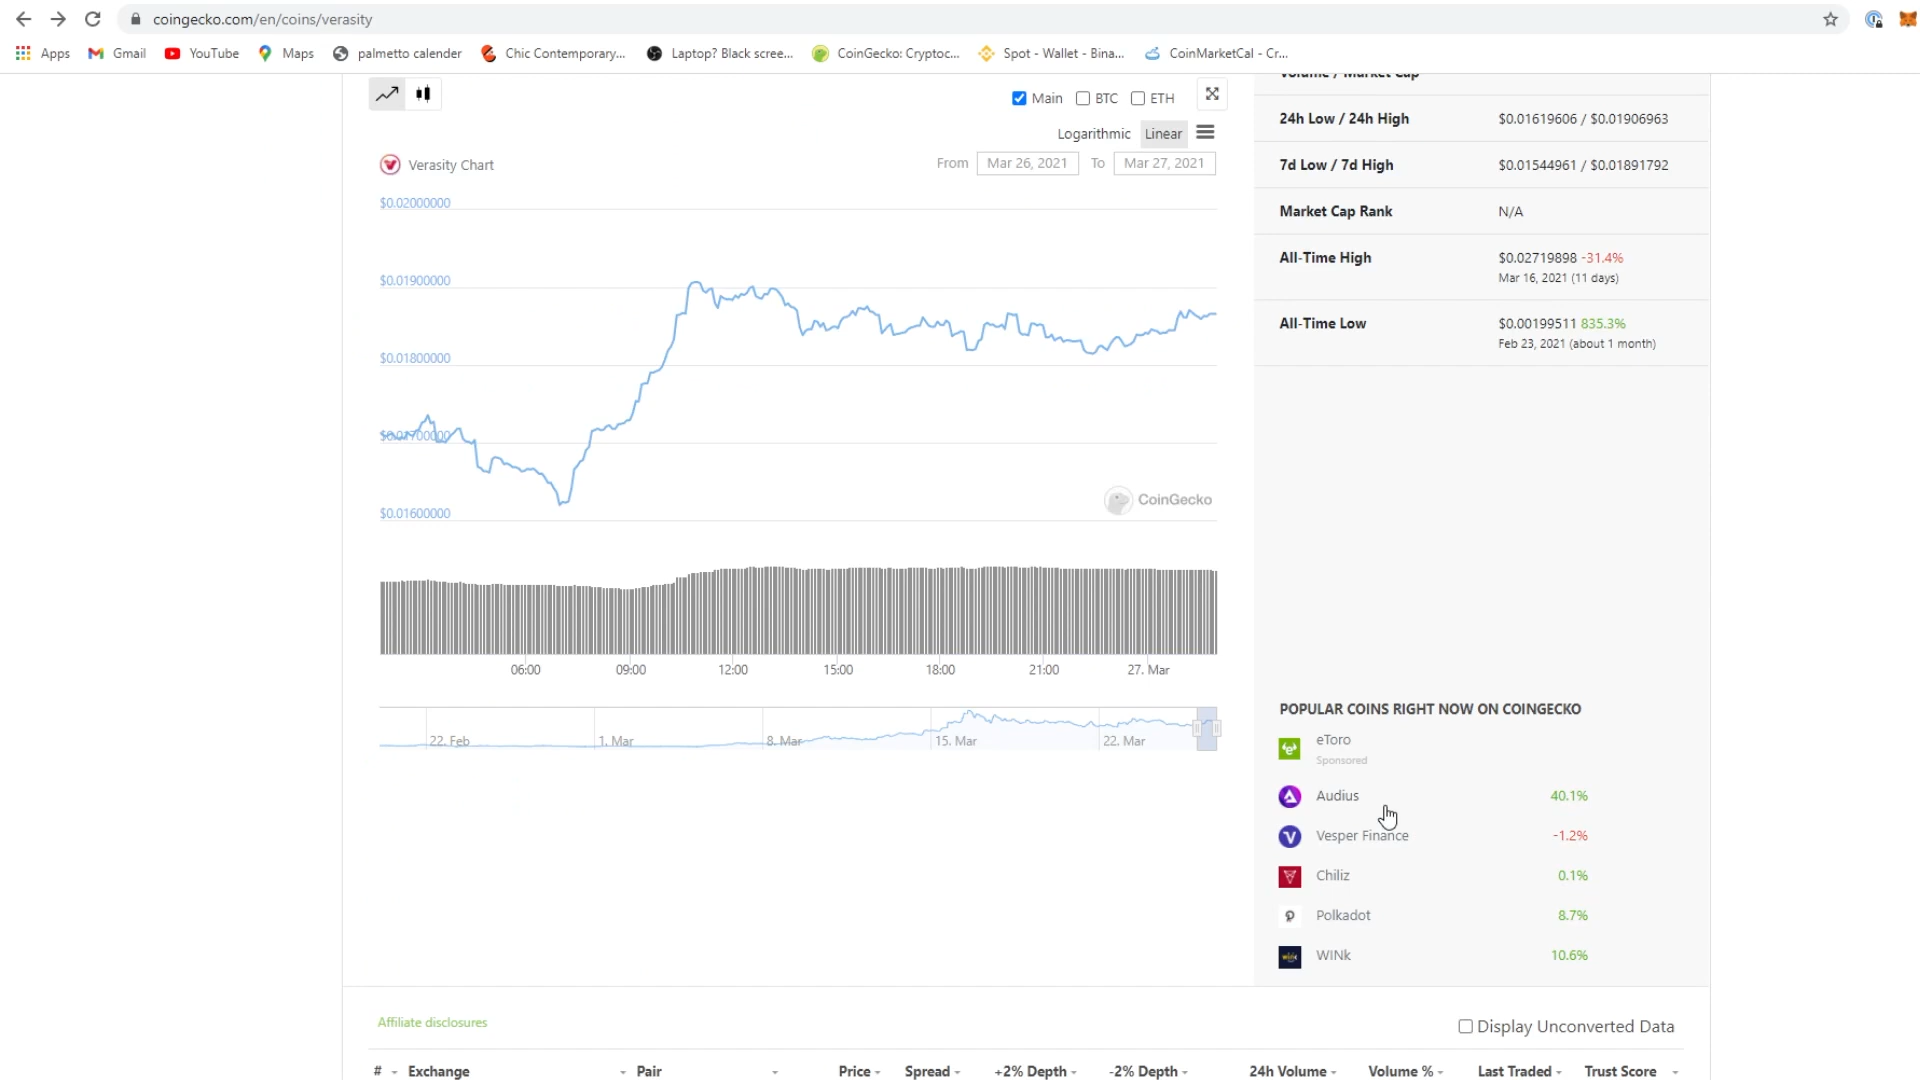 coingecko.com/en/coins/verasity
Apps Gmail YouTube Maps palmetto calender Chic Contemporary... Laptop? Black scree... CoinGecko: Cryptoc... Spot - Wallet - Bina... CoinMarketCal - Cr...
Volume / Market Cap
Main BTC ETH
24h Low / 24h High $0.01619606 / $0.01906963
Logarithmic Linear
Verasity Chart
From Mar 26, 2021 To Mar 27, 2021
7d Low / 7d High $0.01544961 / $0.01891792
$0.02000000
Market Cap Rank N/A
All-Time High $0.02719898 -31.4%
Mar 16, 2021 (11 days)
$0.01900000
All-Time Low $0.00199511 835.3%
Feb 23, 2021 (about 1 month)
$0.01800000
$0.01700000
CoinGecko
$0.01600000
06:00 09:00 12:00 15:00 18:00 21:00 27. Mar
22. Feb 1. Mar 8. Mar 15. Mar 22. Mar
POPULAR COINS RIGHT NOW ON COINGECKO
eToro
Sponsored
Audius 40.1%
Vesper Finance -1.2%
Chiliz 0.1%
Polkadot 8.7%
WINk 10.6%
Affiliate disclosures
Display Unconverted Data
# Exchange Pair Price Spread +2% Depth -2% Depth 24h Volume Volume % Last Traded Trust Score